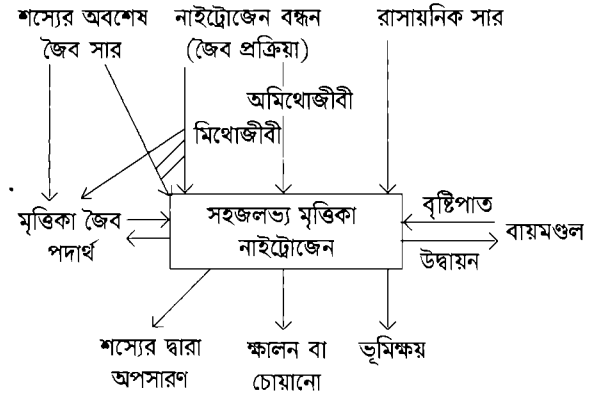 শস্যের অবশেষ
জৈব সার
নাইট্রোজেন বন্ধন
(জৈব প্রক্রিয়া)
রাসায়নিক সার
অমিথোজীবী
মিথোজীবী
মৃত্তিকা জৈব
পদার্থ
সহজলভ্য মৃত্তিকা
নাইট্রোজেন
বৃষ্টিপাত
বায়মণ্ডল
উদ্বায়ন
শস্যের দ্বারা
অপসারণ
ক্ষালন বা
চোয়ানো
ভূমিক্ষয়